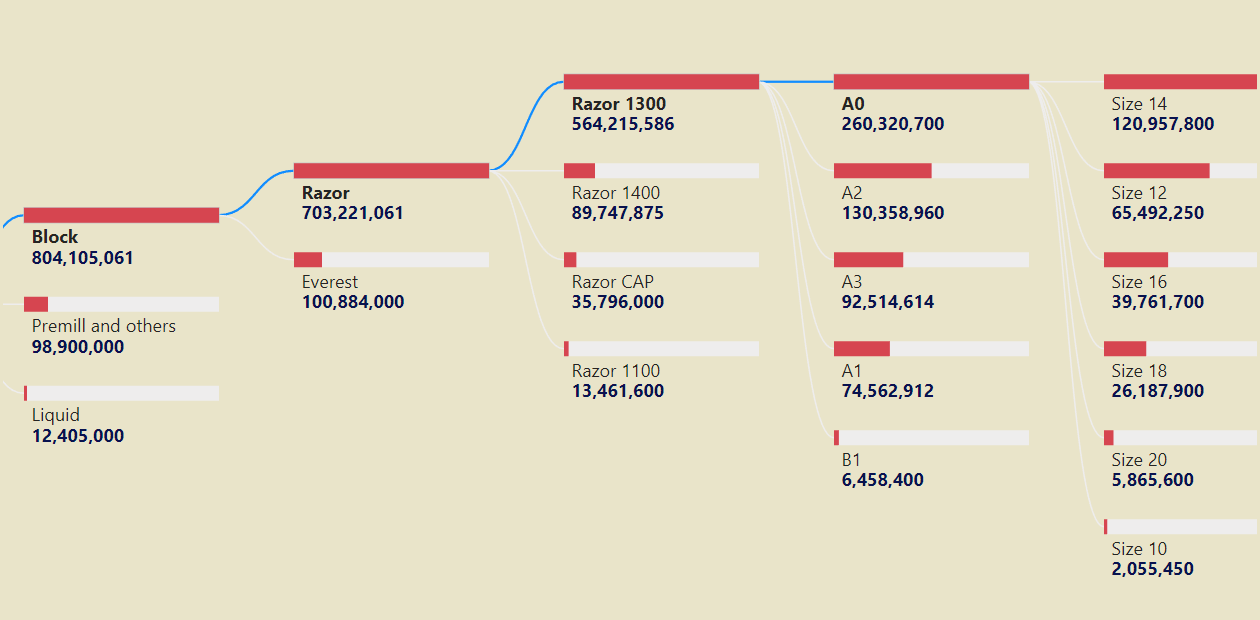 Block
804,105,061
Premill and others
98,900,000
Liquid
12,405,000
Razor
703,221,061
Everest
100,884,000
Razor 1300
564,215,586
Razor 1400
89,747,875
Razor CAP
35,796,000
Razor 1100
13,461,600
A0
260,320,700
A2
130,358,960
A3
92,514,614
A1
74,562,912
B1
6,458,400
Size 14
120,957,800
Size 12
65,492,250
Size 16
39,761,700
Size 18
26,187,900
Size 20
5,865,600
Size 10
2,055,450